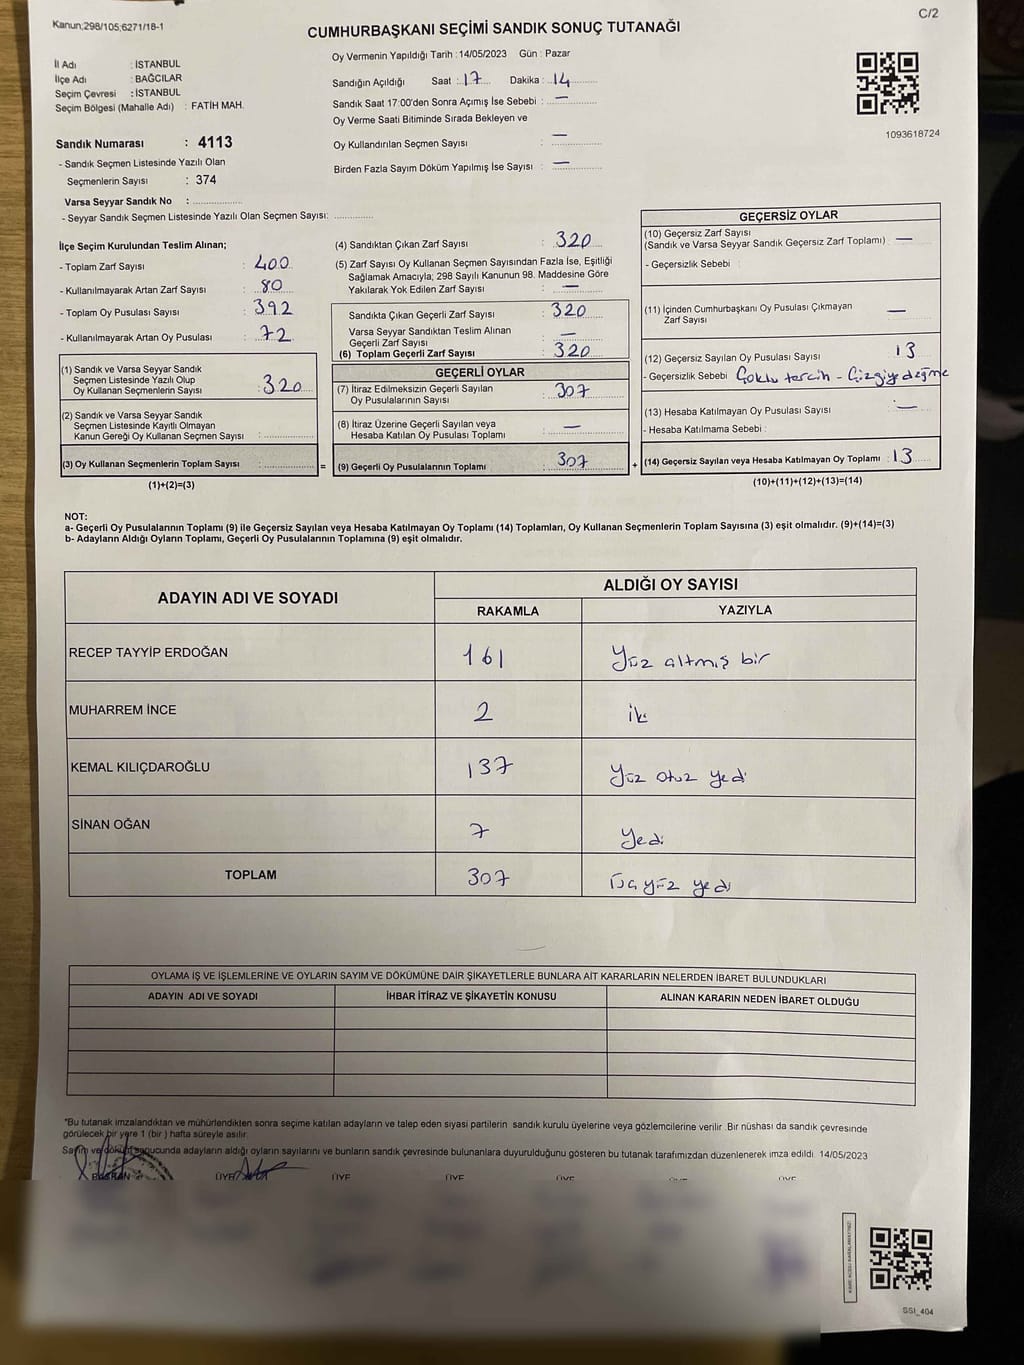 Kanun;298/105;6271/18-1
C/2
CUMHURBAŞKANI SEÇİMİ SANDIK SONUÇ TUTANAĞI
İl Adı : İSTANBUL
İlçe Adı : BAĞCILAR
Seçim Çevresi : İSTANBUL
Seçim Bölgesi (Mahalle Adı) : FATİH MAH.
Sandık Numarası : 4113
- Sandık Seçmen Listesinde Yazılı Olan
Seçmenlerin Sayısı : 374
Varsa Seyyar Sandık No :
- Seyyar Sandık Seçmen Listesinde Yazılı Olan Seçmen Sayısı:
Oy Vermenin Yapıldığı Tarih : 14/05/2023 Gün : Pazar
Sandığın Açıldığı Saat : 17 Dakika : 14
Sandık Saat 17:00'den Sonra Açımış İse Sebebi : —
Oy Verme Saati Bitiminde Sırada Bekleyen ve
Oy Kullandırılan Seçmen Sayısı : —
Birden Fazla Sayım Döküm Yapılmış İse Sayısı : —
1093618724
İlçe Seçim Kurulundan Teslim Alınan;
- Toplam Zarf Sayısı : 400
- Kullanılmayarak Artan Zarf Sayısı : 80
- Toplam Oy Pusulası Sayısı : 392
- Kullanılmayarak Artan Oy Pusulası : 72
(1) Sandık ve Varsa Seyyar Sandık
Seçmen Listesinde Yazılı Olup
Oy Kullanan Seçmenlerin Sayısı : 320
(2) Sandık ve Varsa Seyyar Sandık
Seçmen Listesinde Kayıtlı Olmayan
Kanun Gereği Oy Kullanan Seçmen Sayısı :
(3) Oy Kullanan Seçmenlerin Toplam Sayısı :
(1)+(2)=(3)
(4) Sandıktan Çıkan Zarf Sayısı : 320
(5) Zarf Sayısı Oy Kullanan Seçmen Sayısından Fazla İse, Eşitliği
Sağlamak Amacıyla; 298 Sayılı Kanunun 98. Maddesine Göre
Yakılarak Yok Edilen Zarf Sayısı : —
Sandıkta Çıkan Geçerli Zarf Sayısı : 320
Varsa Seyyar Sandıktan Teslim Alınan
Geçerli Zarf Sayısı : —
(6) Toplam Geçerli Zarf Sayısı : 320
GEÇERLİ OYLAR
(7) İtiraz Edilmeksizin Geçerli Sayılan
Oy Pusulalarının Sayısı : 307
(8) İtiraz Üzerine Geçerli Sayılan veya
Hesaba Katılan Oy Pusulası Toplamı : —
= (9) Geçerli Oy Pusulalarının Toplamı : 307 +
GEÇERSİZ OYLAR
(10) Geçersiz Zarf Sayısı
(Sandık ve Varsa Seyyar Sandık Geçersiz Zarf Toplamı) : —
- Geçersizlik Sebebi :
(11) İçinden Cumhurbaşkanı Oy Pusulası Çıkmayan
Zarf Sayısı : —
(12) Geçersiz Sayılan Oy Pusulası Sayısı : 13
- Geçersizlik Sebebi Çoklu tercih - Çizgiye değme
(13) Hesaba Katılmayan Oy Pusulası Sayısı : —
- Hesaba Katılmama Sebebi :
(14) Geçersiz Sayılan veya Hesaba Katılmayan Oy Toplamı : 13
(10)+(11)+(12)+(13)=(14)
NOT:
a- Geçerli Oy Pusulalarının Toplamı (9) ile Geçersiz Sayılan veya Hesaba Katılmayan Oy Toplamı (14) Toplamları, Oy Kullanan Seçmenlerin Toplam Sayısına (3) eşit olmalıdır. (9)+(14)=(3)
b- Adayların Aldığı Oyların Toplamı, Geçerli Oy Pusulalarının Toplamına (9) eşit olmalıdır.
ADAYIN ADI VE SOYADI
ALDIĞI OY SAYISI
RAKAMLA YAZIYLA
RECEP TAYYİP ERDOĞAN 161 Yüz altmış bir
MUHARREM İNCE 2 iki
KEMAL KILIÇDAROĞLU 137 Yüz otuz yedi
SİNAN OĞAN 7 Yedi
TOPLAM 307 Üç yüz yedi
OYLAMA İŞ VE İŞLEMLERİNE VE OYLARIN SAYIM VE DÖKÜMÜNE DAİR ŞİKAYETLERLE BUNLARA AİT KARARLARIN NELERDEN İBARET BULUNDUKLARI
ADAYIN ADI VE SOYADI İHBAR İTİRAZ VE ŞİKAYETİN KONUSU ALINAN KARARIN NEDEN İBARET OLDUĞU
*Bu tutanak imzalandıktan ve mühürlendikten sonra seçime katılan adayların ve talep eden siyasi partilerin sandık kurulu üyelerine veya gözlemcilerine verilir. Bir nüshası da sandık çevresinde
görülecek bir yere 1 (bir) hafta süreyle asılır.
Sayım ve döküm sonucunda adayların aldığı oyların sayılarını ve bunların sandık çevresinde bulunanlara duyurulduğunu gösteren bu tutanak tarafımızdan düzenlenerek imza edildi. 14/05/2023
BAŞKAN ÜYE ÜYE ÜYE ÜYE ÜYE ÜYE
SSI_404